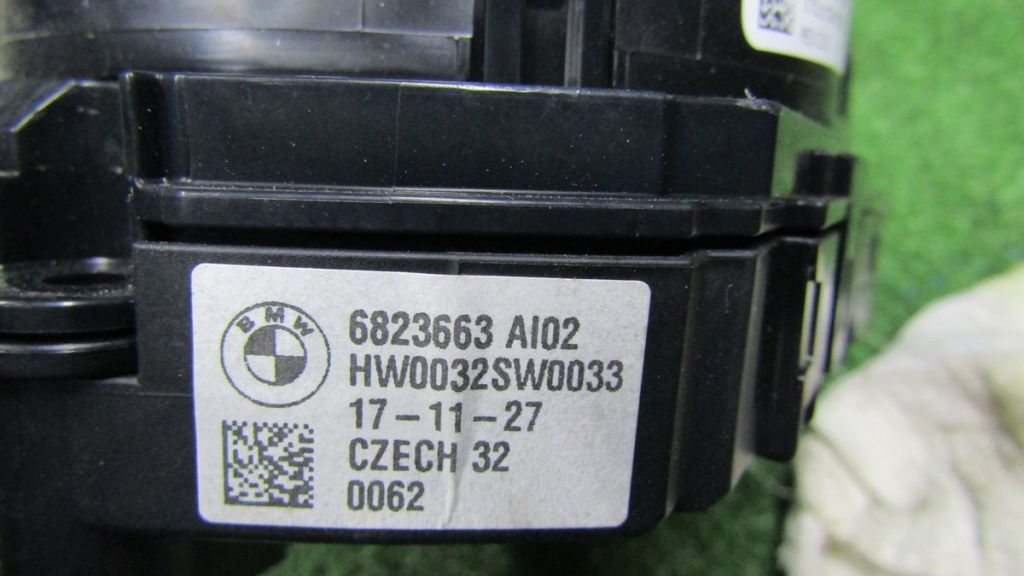 BMW
6823663 AI02
HW0032SW0033
17-11-27
CZECH 32
0062